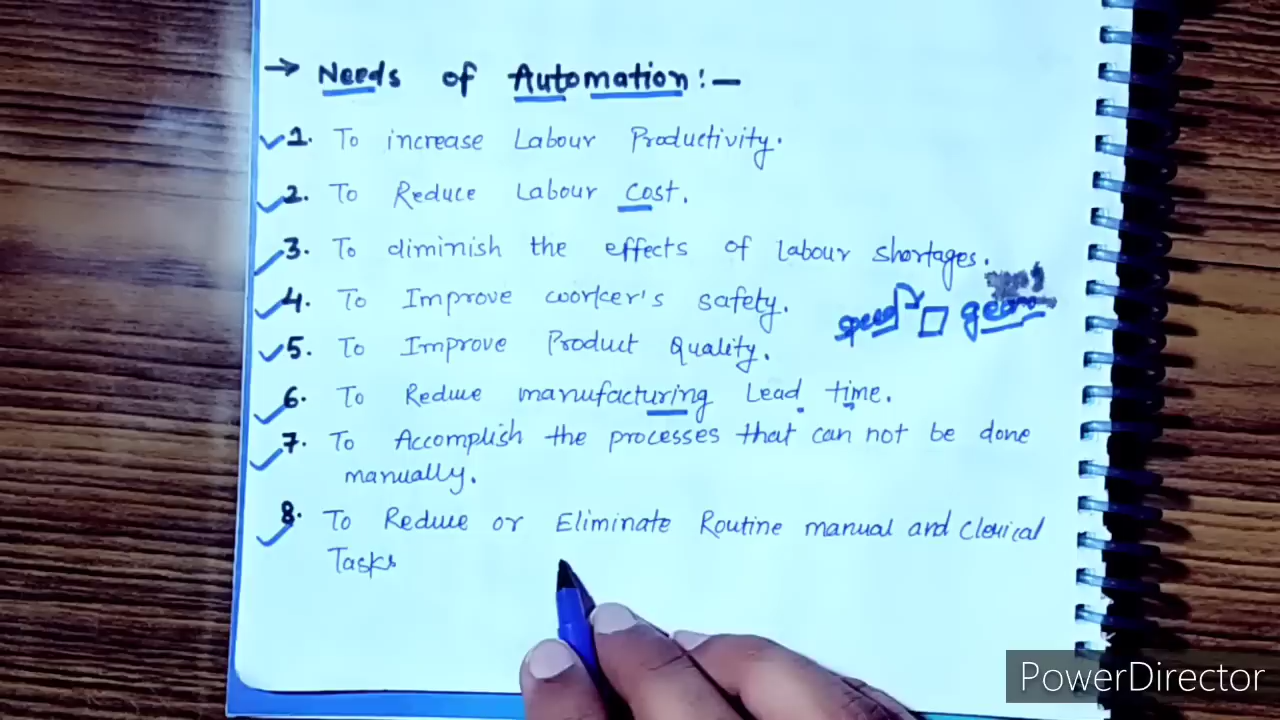 → Needs of Automation:-
1. To increase Labour Productivity.
2. To Reduce Labour Cost.
3. To diminish the effects of labour shortages.
4. To Improve worker's safety.
speed
5. To Improve Product Quality.
6. To Reduce manufacturing Lead time.
7. To Accomplish the processes that can not be done
manually.
8. To Reduce or Eliminate Routine manual and Clerical
Tasks
PowerDirector